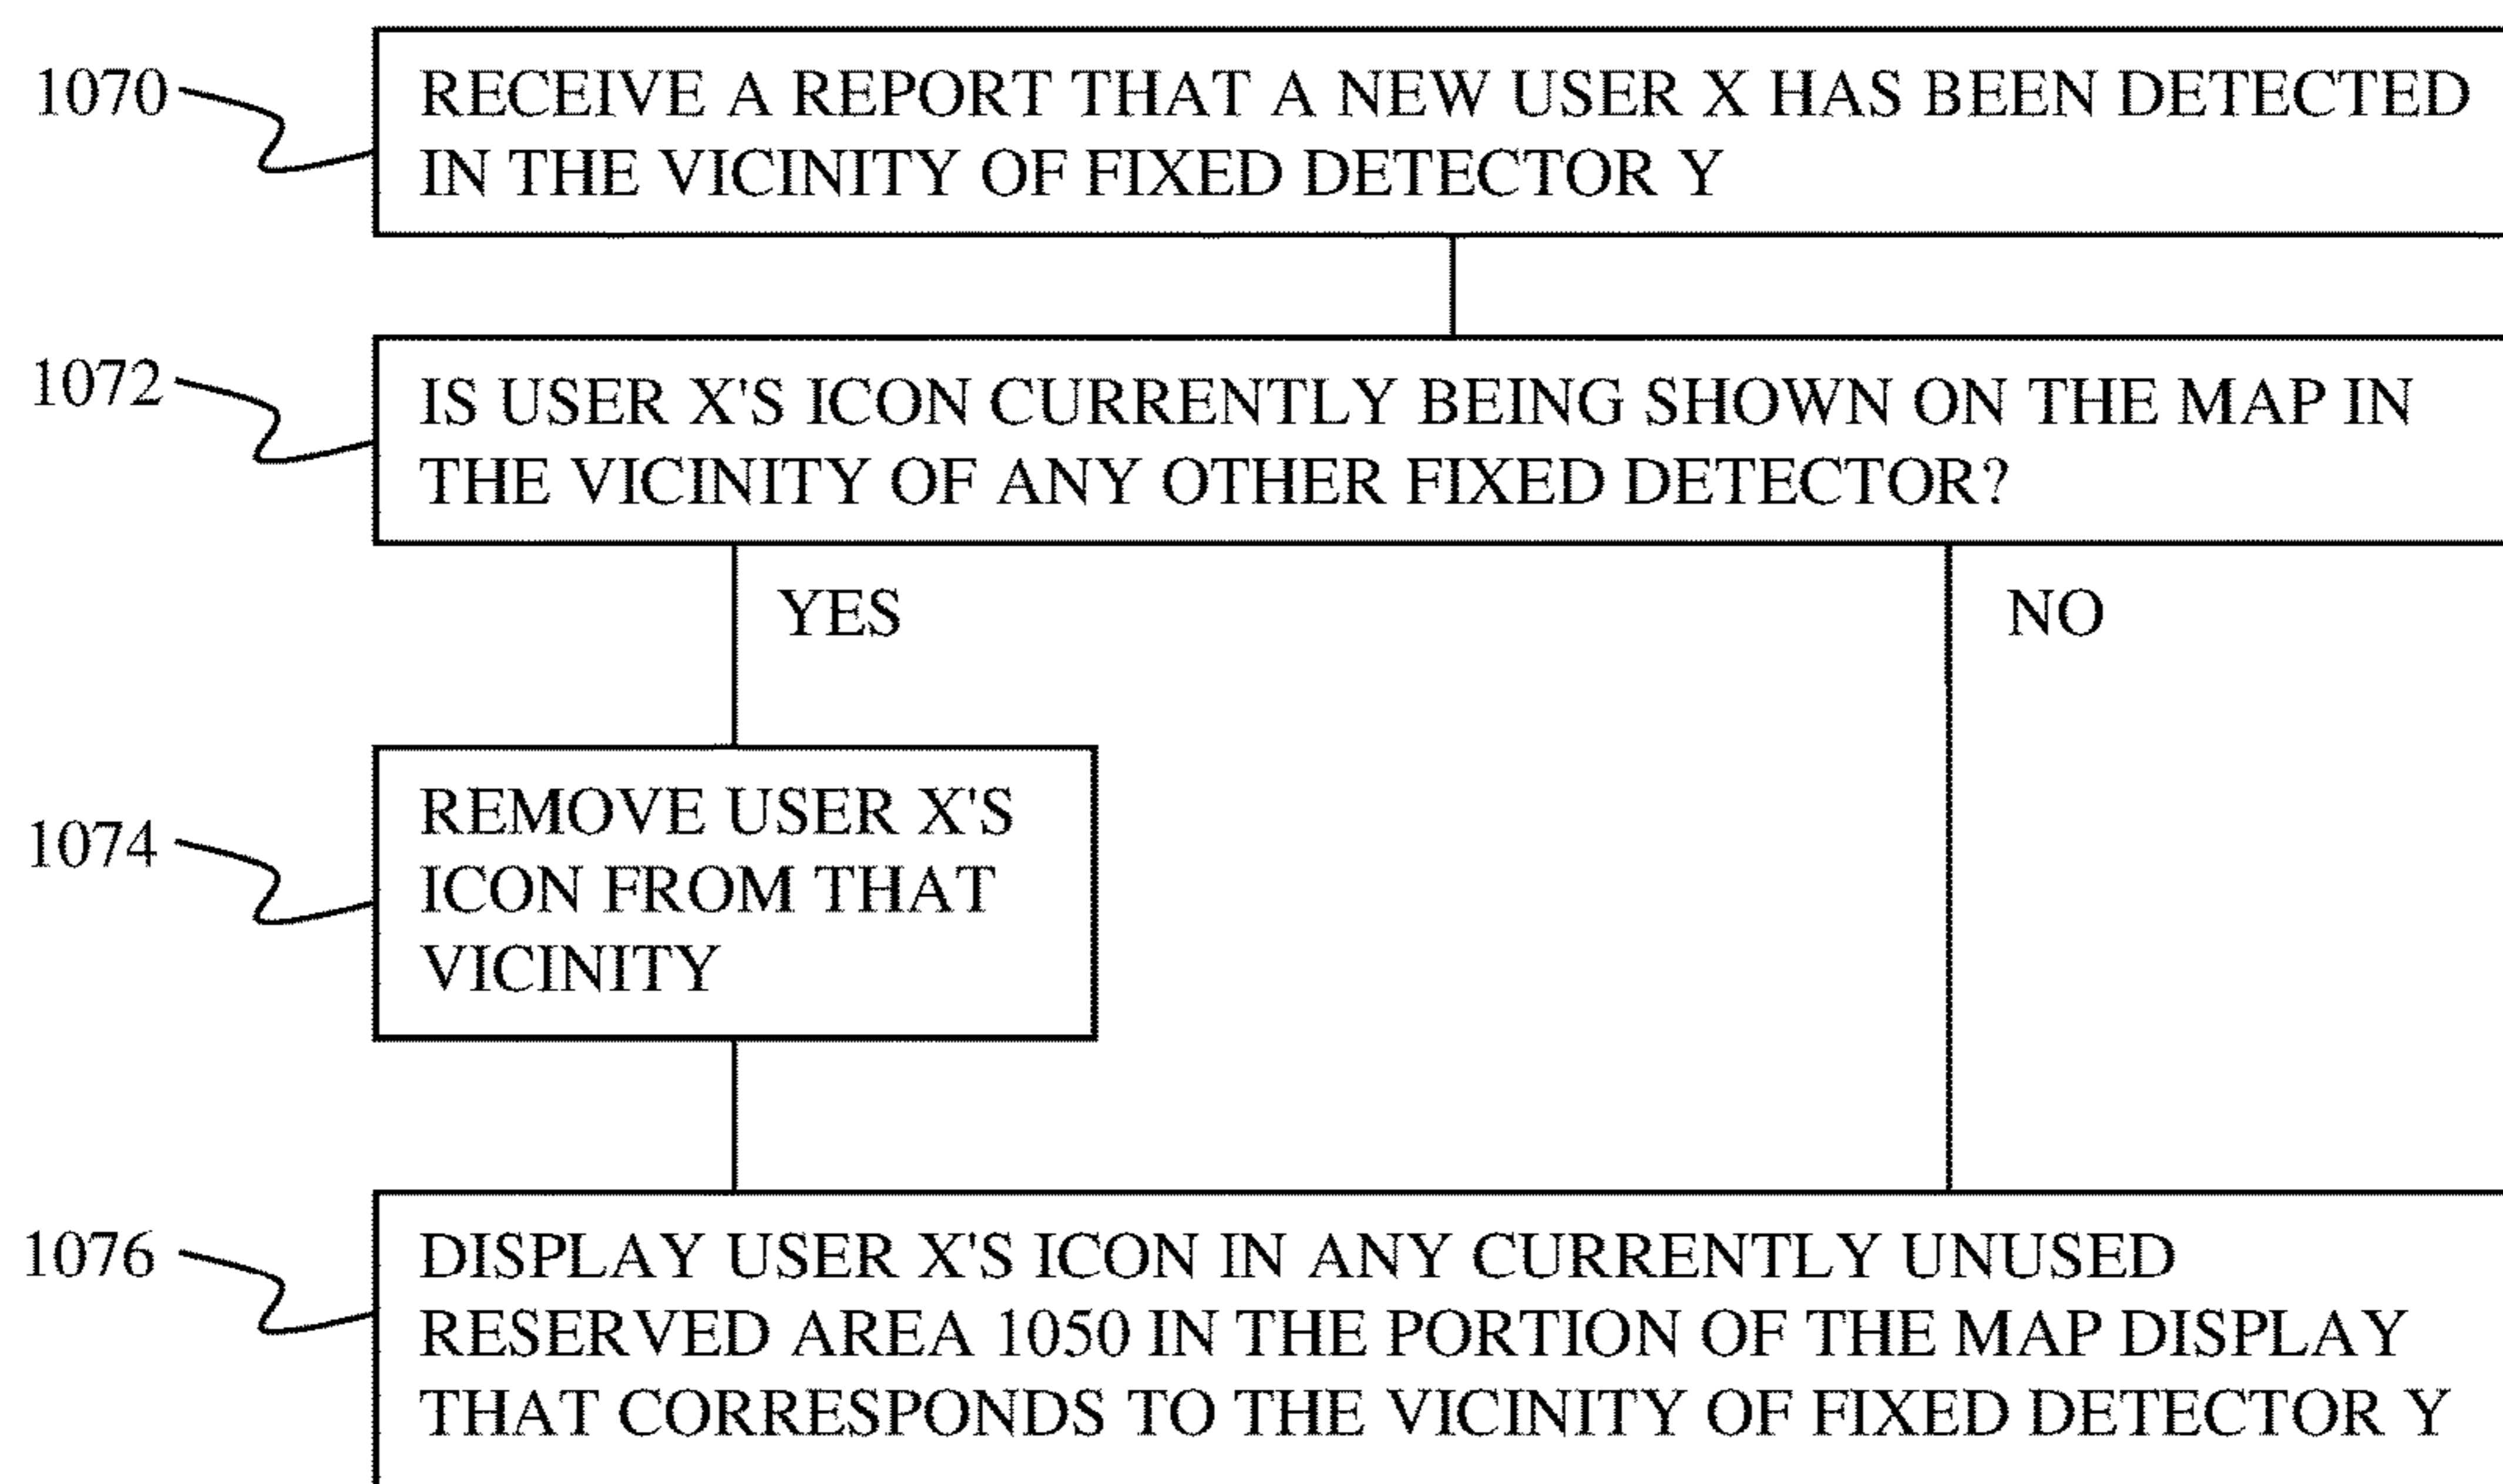 1070
RECEIVE A REPORT THAT A NEW USER X HAS BEEN DETECTED
IN THE VICINITY OF FIXED DETECTOR Y
1072
IS USER X'S ICON CURRENTLY BEING SHOWN ON THE MAP IN
THE VICINITY OF ANY OTHER FIXED DETECTOR?
YES
NO
1074
REMOVE USER X'S
ICON FROM THAT
VICINITY
1076
DISPLAY USER X'S ICON IN ANY CURRENTLY UNUSED
RESERVED AREA 1050 IN THE PORTION OF THE MAP DISPLAY
THAT CORRESPONDS TO THE VICINITY OF FIXED DETECTOR Y